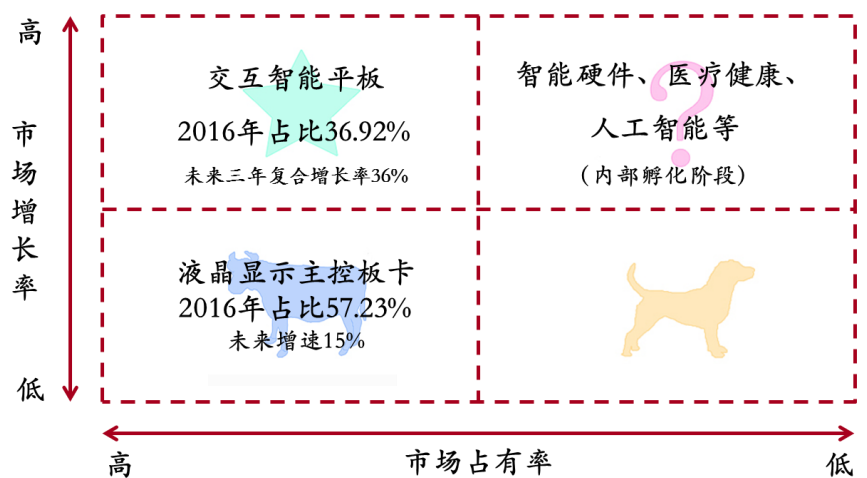 高
市场增长率
低
交互智能平板
2016年占比36.92%
未来三年复合增长率36%
智能硬件、医疗健康、
人工智能等
（内部孵化阶段）
液晶显示主控板卡
2016年占比57.23%
未来增速15%
高
市场占有率
低